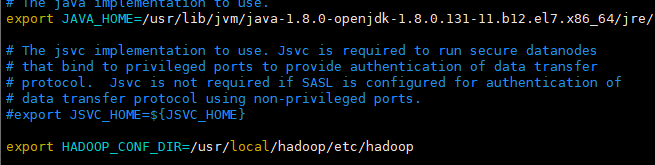 # The java implementation to use.
export JAVA_HOME=/usr/lib/jvm/java-1.8.0-openjdk-1.8.0.131-11.b12.el7.x86_64/jre/
# The jsvc implementation to use. Jsvc is required to run secure datanodes
# that bind to privileged ports to provide authentication of data transfer
# protocol.  Jsvc is not required if SASL is configured for authentication of
# data transfer protocol using non-privileged ports.
#export JSVC_HOME=${JSVC_HOME}
export HADOOP_CONF_DIR=/usr/local/hadoop/etc/hadoop